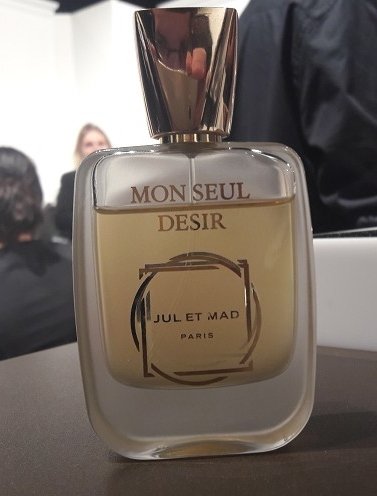 MON SEUL
DESIR
JUL ET MAD
PARIS